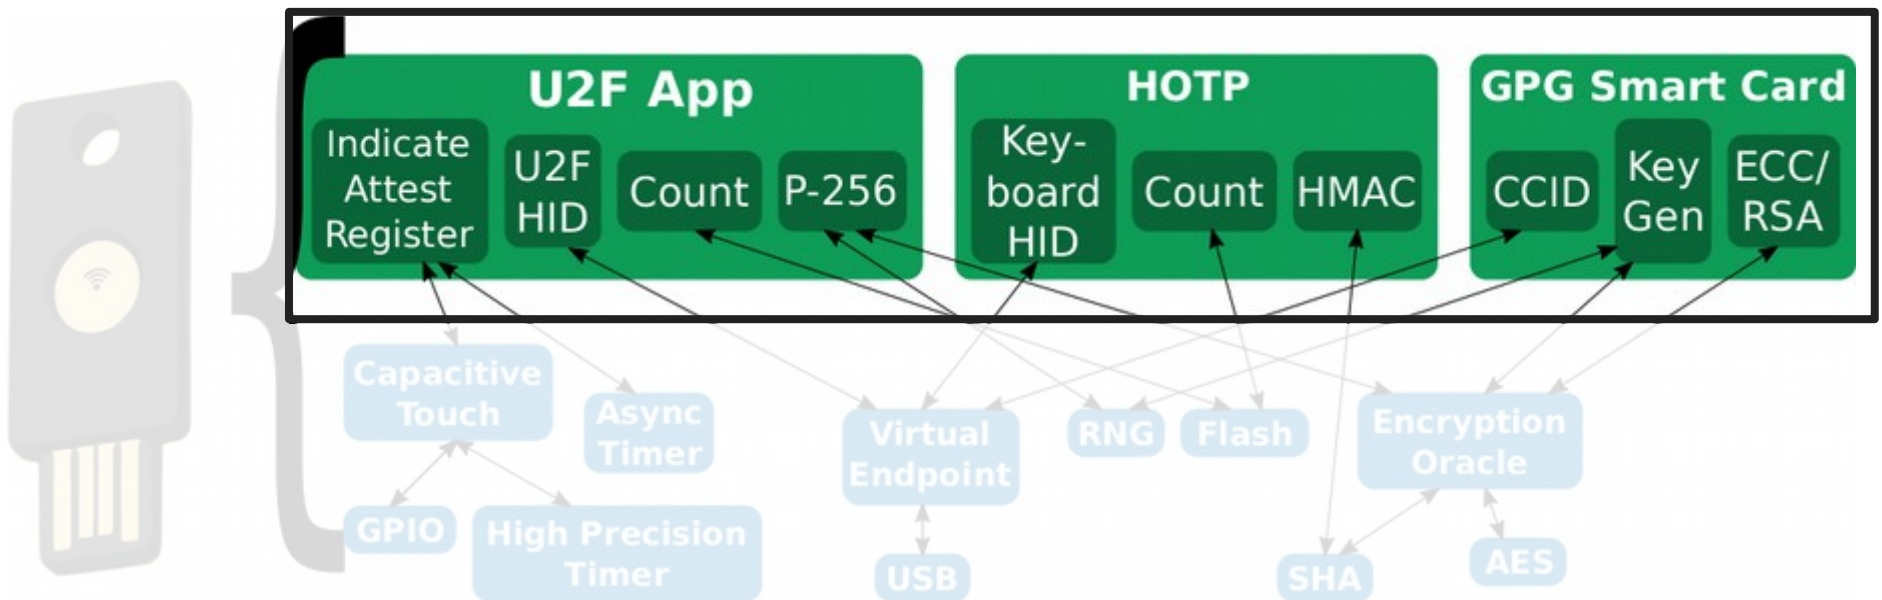 U2F App
Indicate
Attest
Register
U2F
HID
Count
P-256
HOTP
Key-
board
HID
Count
HMAC
GPG Smart Card
CCID
Key
Gen
ECC/
RSA
Capacitive
Touch
Async
Timer
Virtual
Endpoint
RNG
Flash
Encryption
Oracle
GPIO
High Precision
Timer
USB
SHA
AES